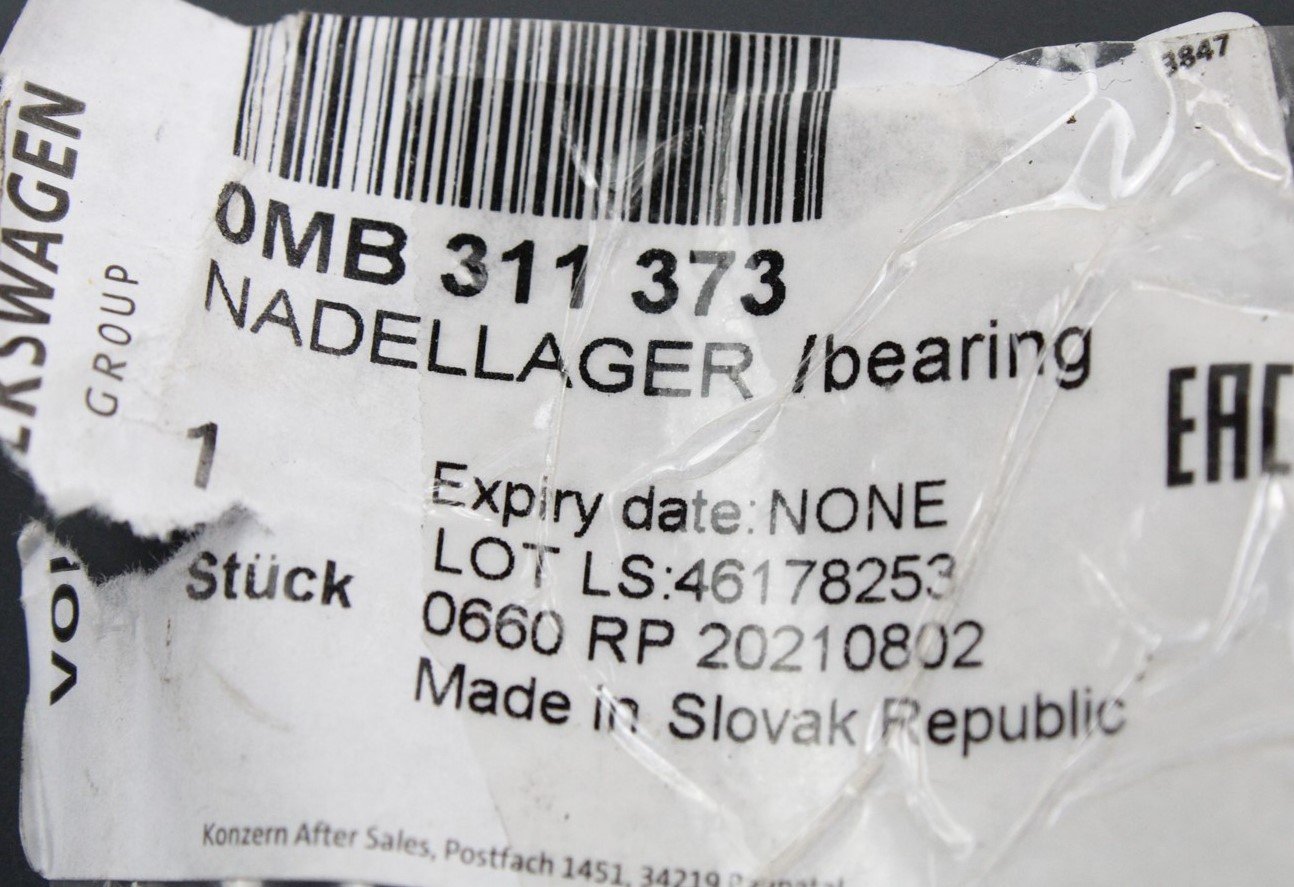 3847
0MB 311 373
NADELLAGER /bearing
ERSWAGEN
GROUP
EAC
1
Stück
Expiry date: NONE
LOT LS:46178253
0660 RP 20210802
Made in Slovak Republic
VO
Konzern After Sales, Postfach 1451, 34219